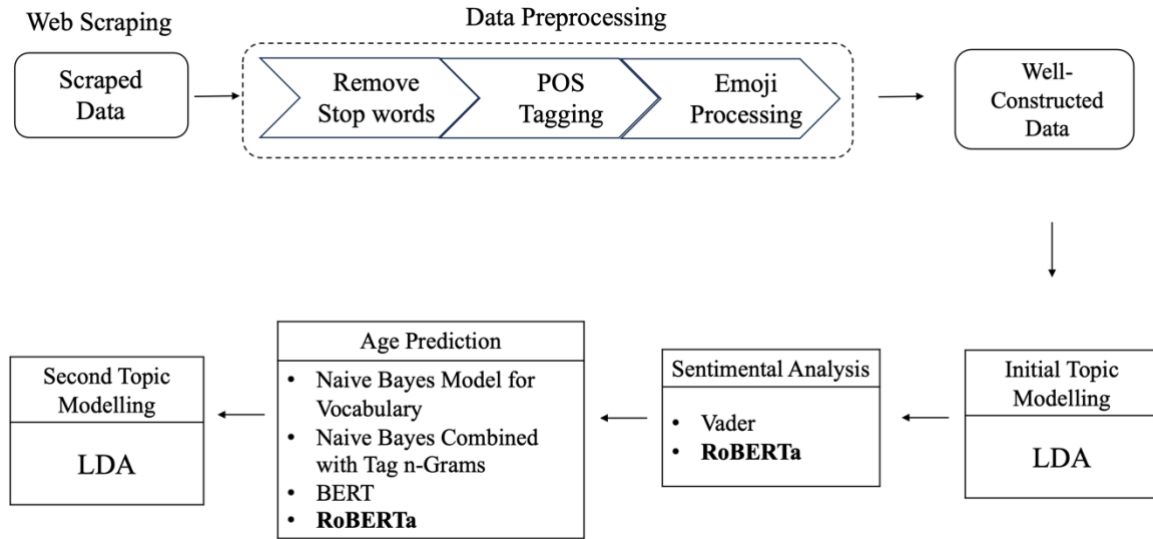 Web Scraping
Data Preprocessing
Scraped
Data
Remove
Stop words
POS
Tagging
Emoji
Processing
Well-
Constructed
Data
Second Topic
Modelling
LDA
Age Prediction
• Naive Bayes Model for
Vocabulary
• Naive Bayes Combined
with Tag n-Grams
• BERT
• RoBERTa
Sentimental Analysis
• Vader
• RoBERTa
Initial Topic
Modelling
LDA